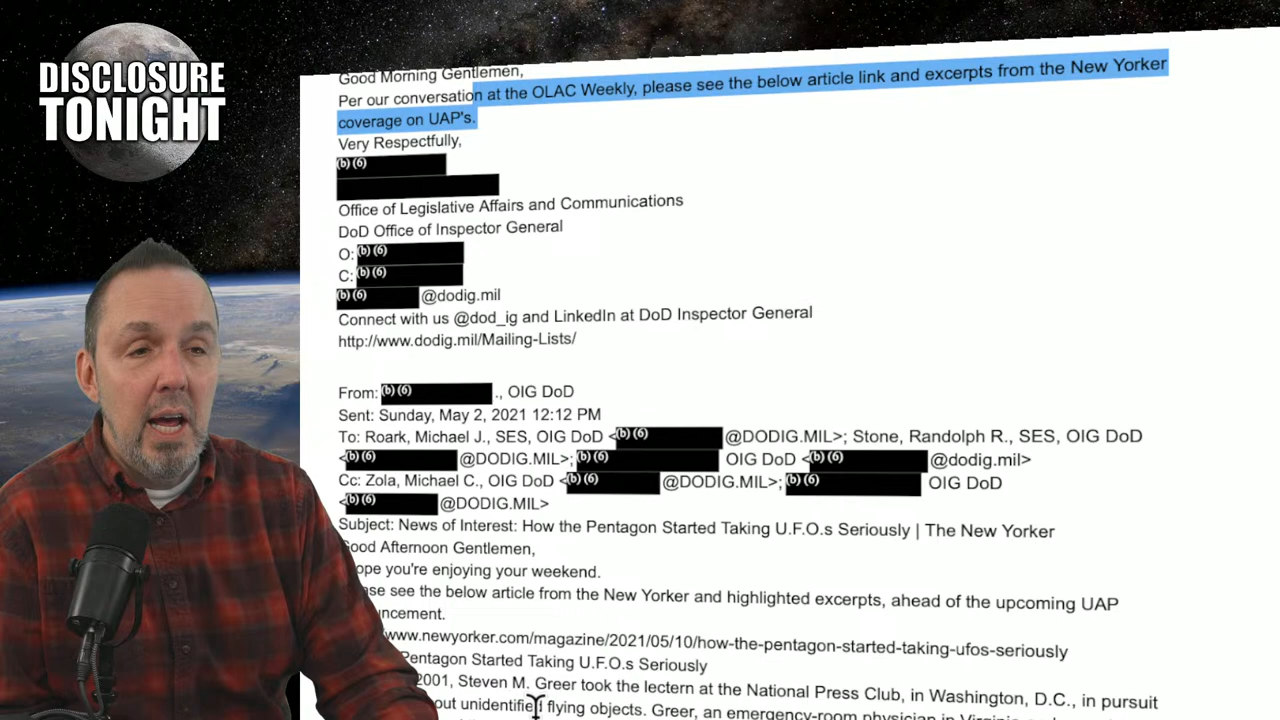 DISCLOSURE
TONIGHT
Good Morning Gentlemen,
Per our conversation at the OLAC Weekly, please see the below article link and excerpts from the New Yorker
coverage on UAP's.
Very Respectfully,
(b) (6)
Office of Legislative Affairs and Communications
DoD Office of Inspector General
O: (b) (6)
C: (b) (6)
(b) (6) @dodig.mil
Connect with us @dod_ig and LinkedIn at DoD Inspector General
http://www.dodig.mil/Mailing-Lists/
From: (b) (6) ., OIG DoD
Sent: Sunday, May 2, 2021 12:12 PM
To: Roark, Michael J., SES, OIG DoD <(b) (6) @DODIG.MIL>; Stone, Randolph R., SES, OIG DoD
<(b) (6) @DODIG.MIL>; (b) (6) OIG DoD <(b) (6) @dodig.mil>
Cc: Zola, Michael C., OIG DoD <(b) (6) @DODIG.MIL>; (b) (6) OIG DoD
<(b) (6) @DODIG.MIL>
Subject: News of Interest: How the Pentagon Started Taking U.F.O.s Seriously | The New Yorker
Good Afternoon Gentlemen,
ope you're enjoying your weekend.
se see the below article from the New Yorker and highlighted excerpts, ahead of the upcoming UAP
uncement.
www.newyorker.com/magazine/2021/05/10/how-the-pentagon-started-taking-ufos-seriously
Pentagon Started Taking U.F.O.s Seriously
2001, Steven M. Greer took the lectern at the National Press Club, in Washington, D.C., in pursuit
out unidentified flying objects. Greer, an emergency-room physician in Virginia and